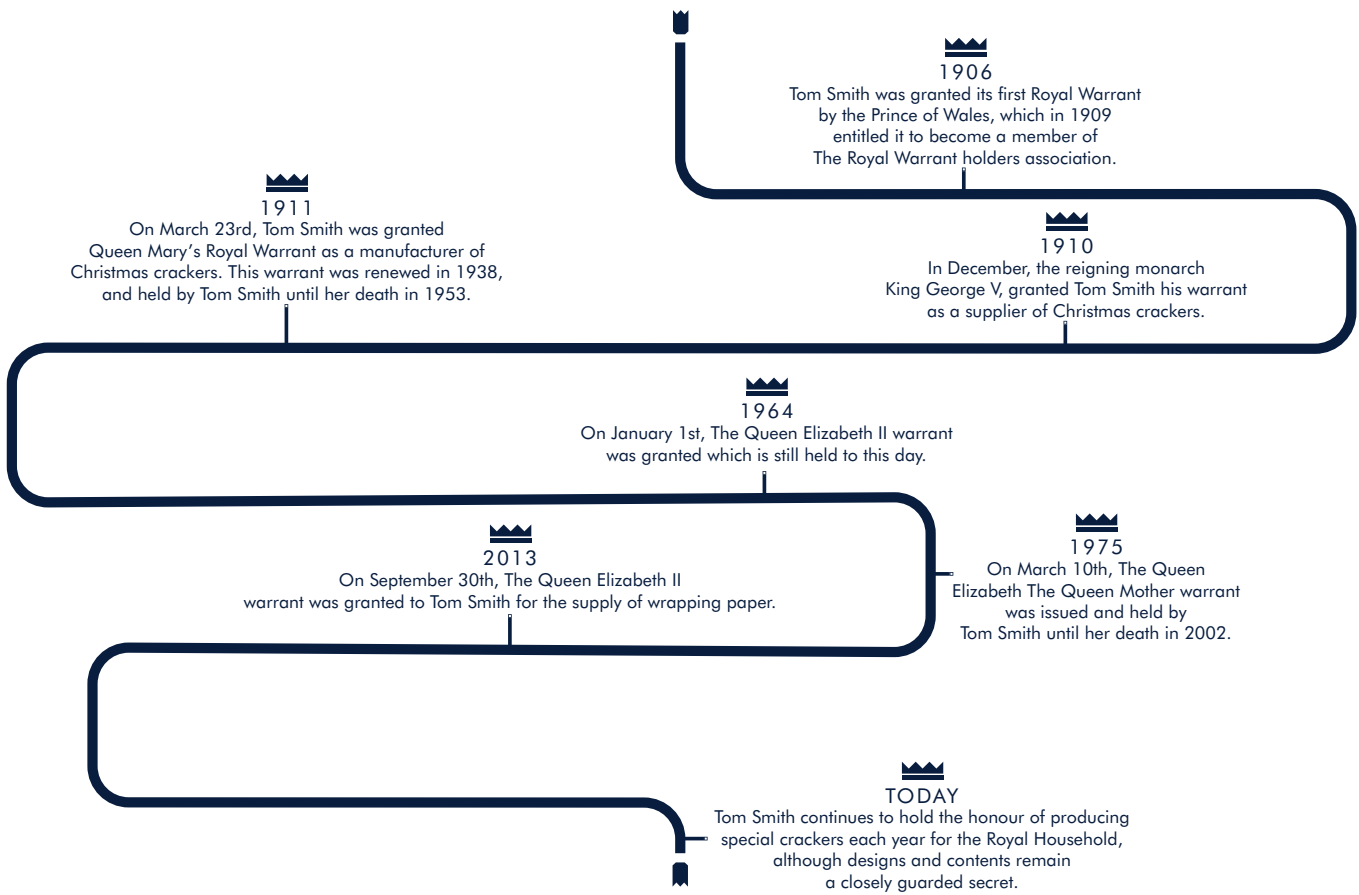 1906
Tom Smith was granted its first Royal Warrant
by the Prince of Wales, which in 1909
entitled it to become a member of
The Royal Warrant holders association.
1910
In December, the reigning monarch
King George V, granted Tom Smith his warrant
as a supplier of Christmas crackers.
1911
On March 23rd, Tom Smith was granted
Queen Mary's Royal Warrant as a manufacturer of
Christmas crackers. This warrant was renewed in 1938,
and held by Tom Smith until her death in 1953.
1964
On January 1st, The Queen Elizabeth II warrant
was granted which is still held to this day.
1975
On March 10th, The Queen
Elizabeth The Queen Mother warrant
was issued and held by
Tom Smith until her death in 2002.
2013
On September 30th, The Queen Elizabeth II
warrant was granted to Tom Smith for the supply of wrapping paper.
TODAY
Tom Smith continues to hold the honour of producing
special crackers each year for the Royal Household,
although designs and contents remain
a closely guarded secret.